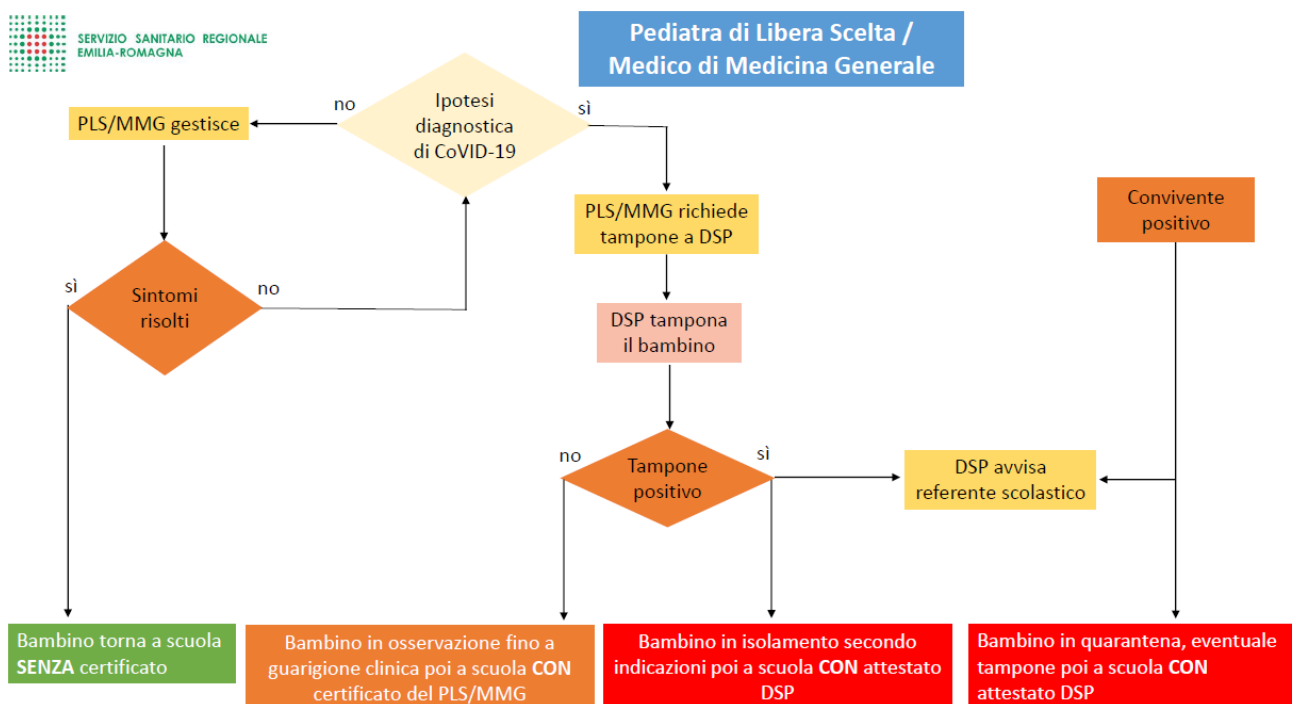 SERVIZIO SANITARIO REGIONALE
EMILIA-ROMAGNA
Pediatra di Libera Scelta /
Medico di Medicina Generale
no
Ipotesi
diagnostica
di CoVID-19
sì
PLS/MMG gestisce
PLS/MMG richiede
tampone a DSP
Convivente
positivo
sì
Sintomi
risolti
no
DSP tampona
il bambino
no
Tampone
positivo
sì
DSP avvisa
referente scolastico
Bambino torna a scuola
SENZA certificato
Bambino in osservazione fino a
guarigione clinica poi a scuola CON
certificato del PLS/MMG
Bambino in isolamento secondo
indicazioni poi a scuola CON attestato
DSP
Bambino in quarantena, eventuale
tampone poi a scuola CON
attestato DSP